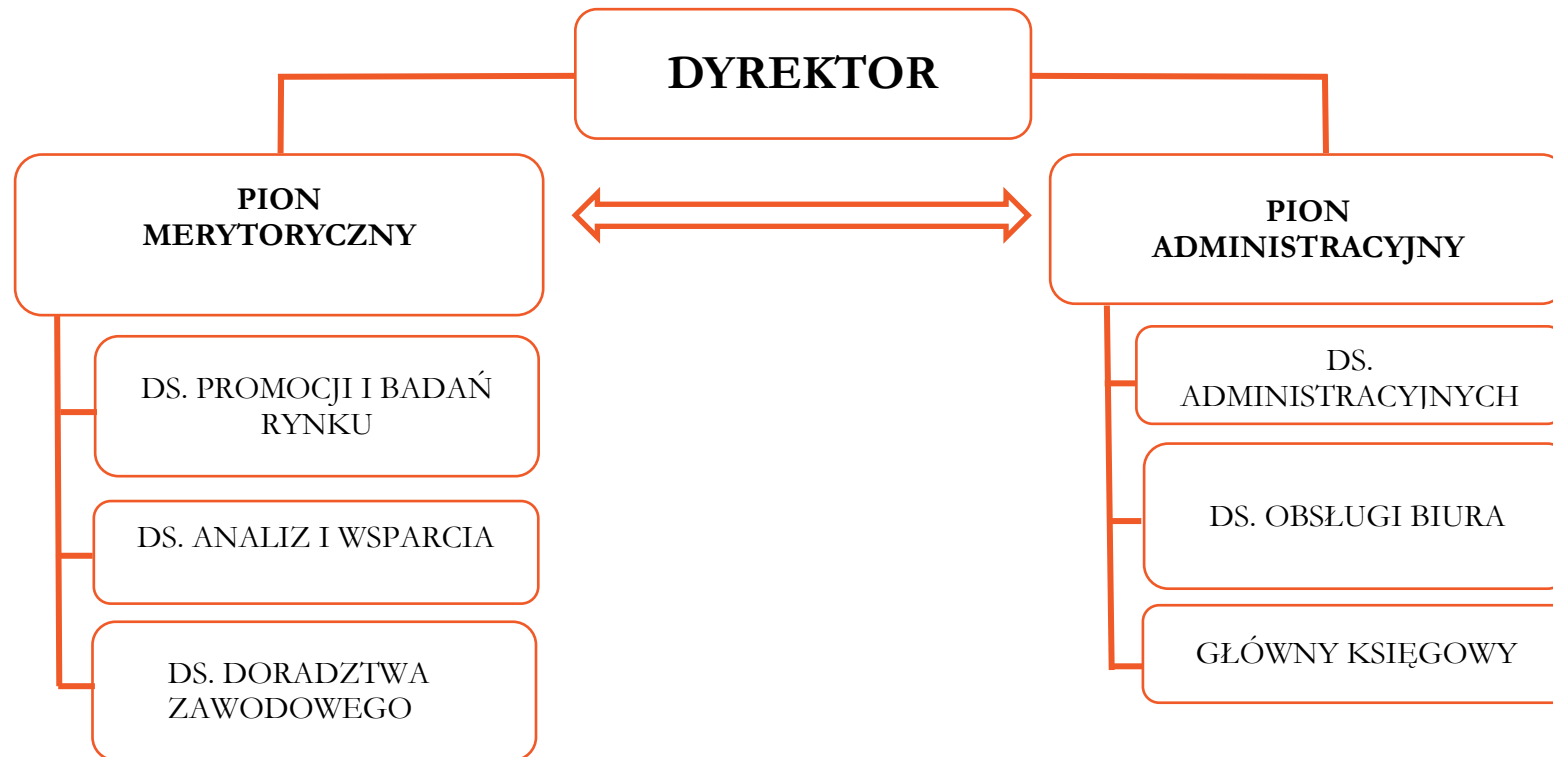 DYREKTOR
PION
MERYTORYCZNY
PION
ADMINISTRACYJNY
DS. PROMOCJI I BADAŃ
RYNKU
DS. ANALIZ I WSPARCIA
DS. DORADZTWA
ZAWODOWEGO
DS.
ADMINISTRACYJNYCH
DS. OBSŁUGI BIURA
GŁÓWNY KSIĘGOWY